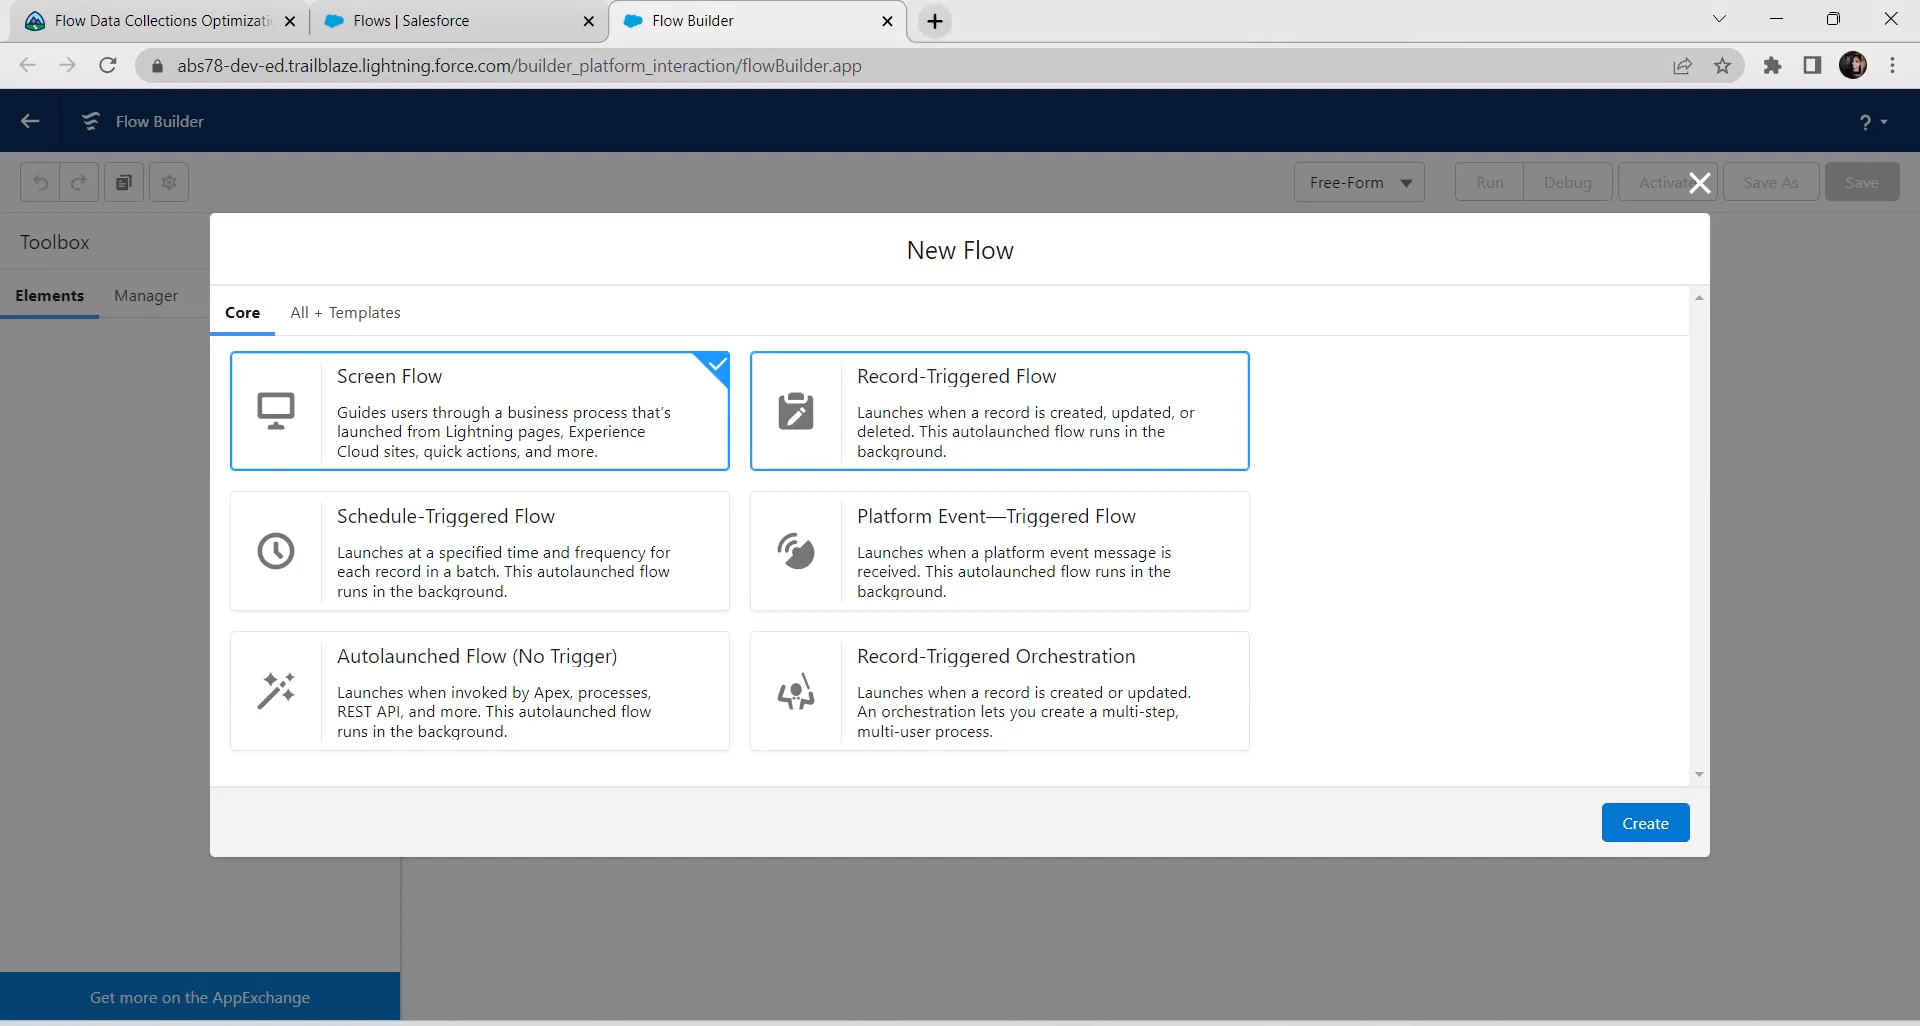 Flow Data Collections Optimizati
Flows | Salesforce
Flow Builder
abs78-dev-ed.trailblaze.lightning.force.com/builder_platform_interaction/flowBuilder.app
Flow Builder
?
Free-Form
Run
Debug
Activate
Save As
Save
Toolbox
Elements
Manager
New Flow
Core
All + Templates
Screen Flow
Guides users through a business process that's
launched from Lightning pages, Experience
Cloud sites, quick actions, and more.
Record-Triggered Flow
Launches when a record is created, updated, or
deleted. This autolaunched flow runs in the
background.
Schedule-Triggered Flow
Launches at a specified time and frequency for
each record in a batch. This autolaunched flow
runs in the background.
Platform Event—Triggered Flow
Launches when a platform event message is
received. This autolaunched flow runs in the
background.
Autolaunched Flow (No Trigger)
Launches when invoked by Apex, processes,
REST API, and more. This autolaunched flow
runs in the background.
Record-Triggered Orchestration
Launches when a record is created or updated.
An orchestration lets you create a multi-step,
multi-user process.
Create
Get more on the AppExchange